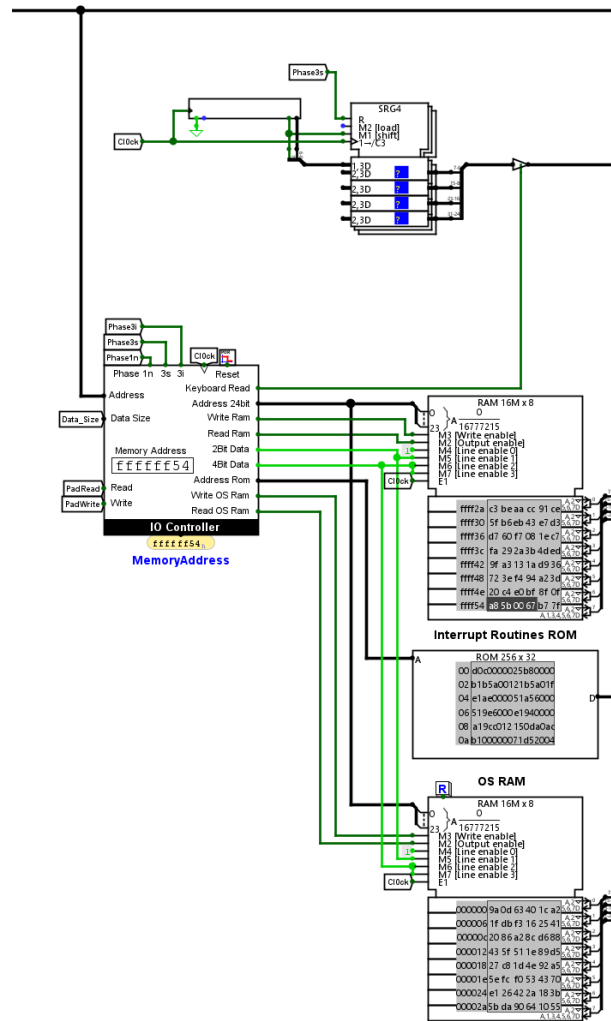 Phase3s
SRG4
R
M2 [load]
M1 [shift]
1→/C3
Cl0ck
1,3D
2,3D ?
2,3D ?
2,3D ?
2,3D ?
Phase3i
Phase3s
Phase1n
Cl0ck
Phase 1n 3s 3i Reset
Keyboard Read
Address
Address 24bit
Write Ram
Data_Size
Data Size
Read Ram
2Bit Data
Memory Address
4Bit Data
ffffff54
Address Rom
PadRead
Read
Write OS Ram
PadWrite
Write
Read OS Ram
IO Controller
ffffff54h
MemoryAddress
RAM 16M x 8
0
23
A
0
16777215
M3 [Write enable]
M2 [Output enable]
1
M4 [Line enable 0]
M5 [Line enable 1]
M6 [Line enable 2]
M7 [Line enable 3]
Cl0ck
E1
ffff2a c3 be aa cc 91 ce
ffff30 5f b6 eb 43 e7 d3
ffff36 d7 60 f7 08 1e c7
ffff3c fa 29 2a 3b 4d ed
ffff42 9f a3 13 1a d9 36
ffff48 72 3e f4 94 a2 3d
ffff4e 20 c4 e0 bf 8f 0f
ffff54 a8 5b 00 67 b7 7f
A,1,3,4,5,6,7D
Interrupt Routines ROM
ROM 256 x 32
A
D
00 d0c0000025b80000
02 b1b5a00121b5a01f
04 e1ae000051a56000
06 519e6000e1940000
08 a19cc012150da0ac
0a b100000071d52004
OS RAM
R
RAM 16M x 8
0
23
A
0
16777215
M3 [Write enable]
M2 [Output enable]
1
M4 [Line enable 0]
M5 [Line enable 1]
M6 [Line enable 2]
M7 [Line enable 3]
Cl0ck
E1
000000 9a 0d 63 40 1c a2
000006 1f db f3 16 25 41
00000c 20 86 a2 8c d6 88
000012 43 5f 51 1e 89 d5
000018 27 c8 1d 4e 92 a5
00001e 5e fc f0 53 43 70
000024 e1 26 42 2a 18 3b
00002a 5b da 90 64 10 55